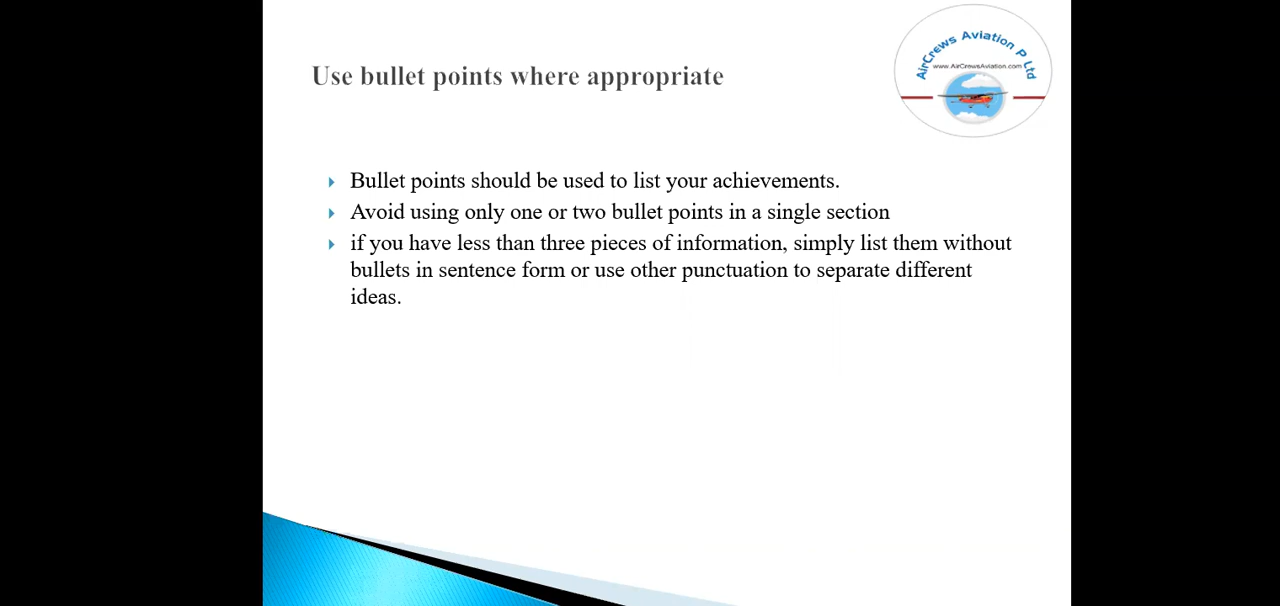 AirCrews Aviation P Ltd
www.AirCrewsAviation.com
Use bullet points where appropriate
Bullet points should be used to list your achievements.
Avoid using only one or two bullet points in a single section
if you have less than three pieces of information, simply list them without
bullets in sentence form or use other punctuation to separate different
ideas.